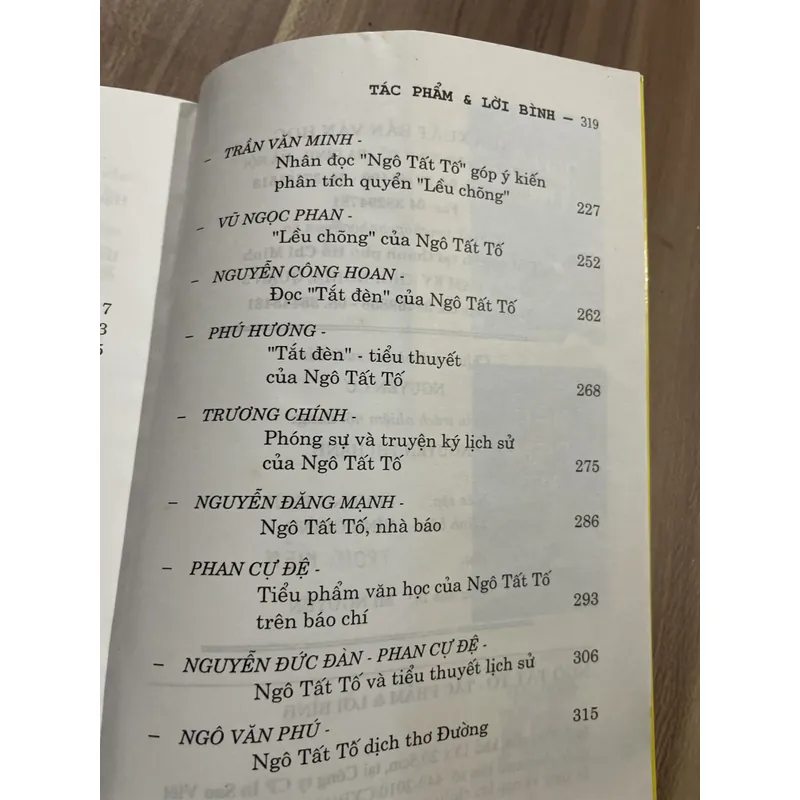 TÁC PHẨM & LỜI BÌNH – 319
– TRẦN VĂN MINH -
Nhân đọc "Ngô Tất Tố" góp ý kiến
phân tích quyển "Lều chõng" 227
– VŨ NGỌC PHAN -
"Lều chõng" của Ngô Tất Tố 252
– NGUYỄN CÔNG HOAN -
Đọc "Tắt đèn" của Ngô Tất Tố 262
– PHÚ HƯƠNG -
"Tắt đèn" - tiểu thuyết
của Ngô Tất Tố 268
– TRƯƠNG CHÍNH -
Phóng sự và truyện ký lịch sử
của Ngô Tất Tố 275
– NGUYỄN ĐĂNG MẠNH -
Ngô Tất Tố, nhà báo 286
– PHAN CỰ ĐỆ -
Tiểu phẩm văn học của Ngô Tất Tố
trên báo chí 293
– NGUYỄN ĐỨC ĐÀN - PHAN CỰ ĐỆ -
Ngô Tất Tố và tiểu thuyết lịch sử 306
– NGÔ VĂN PHÚ -
Ngô Tất Tố dịch thơ Đường 315
7
3
5